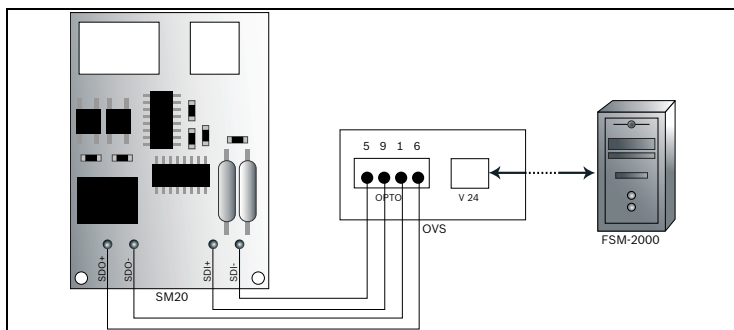 5 9 1 6
OPTO
V 24
OVS
FSM-2000
SDO+
SDO-
SDI+
SDI-
SM20